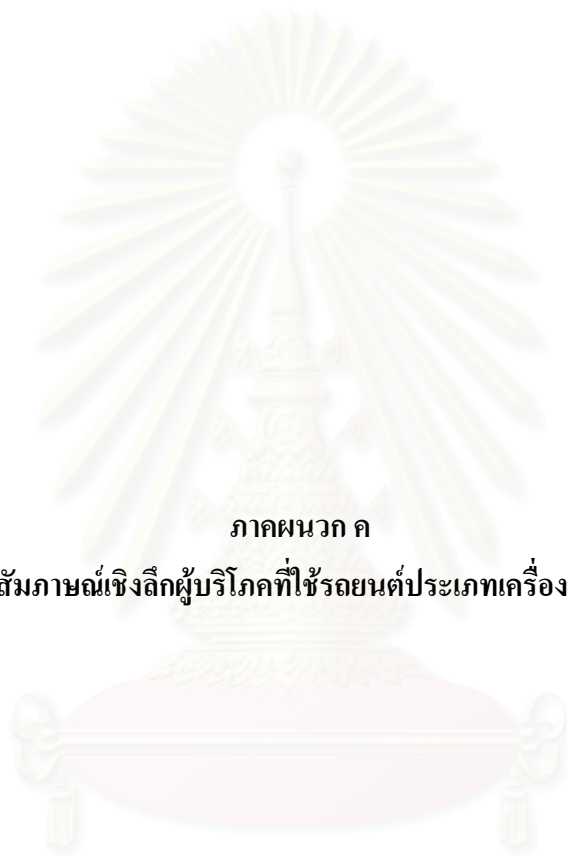 ภาคผนวก ค
สัมภาษณ์เชิงลึกผู้บริโภคที่ใช้รถยนต์ประเภทเครื่อง